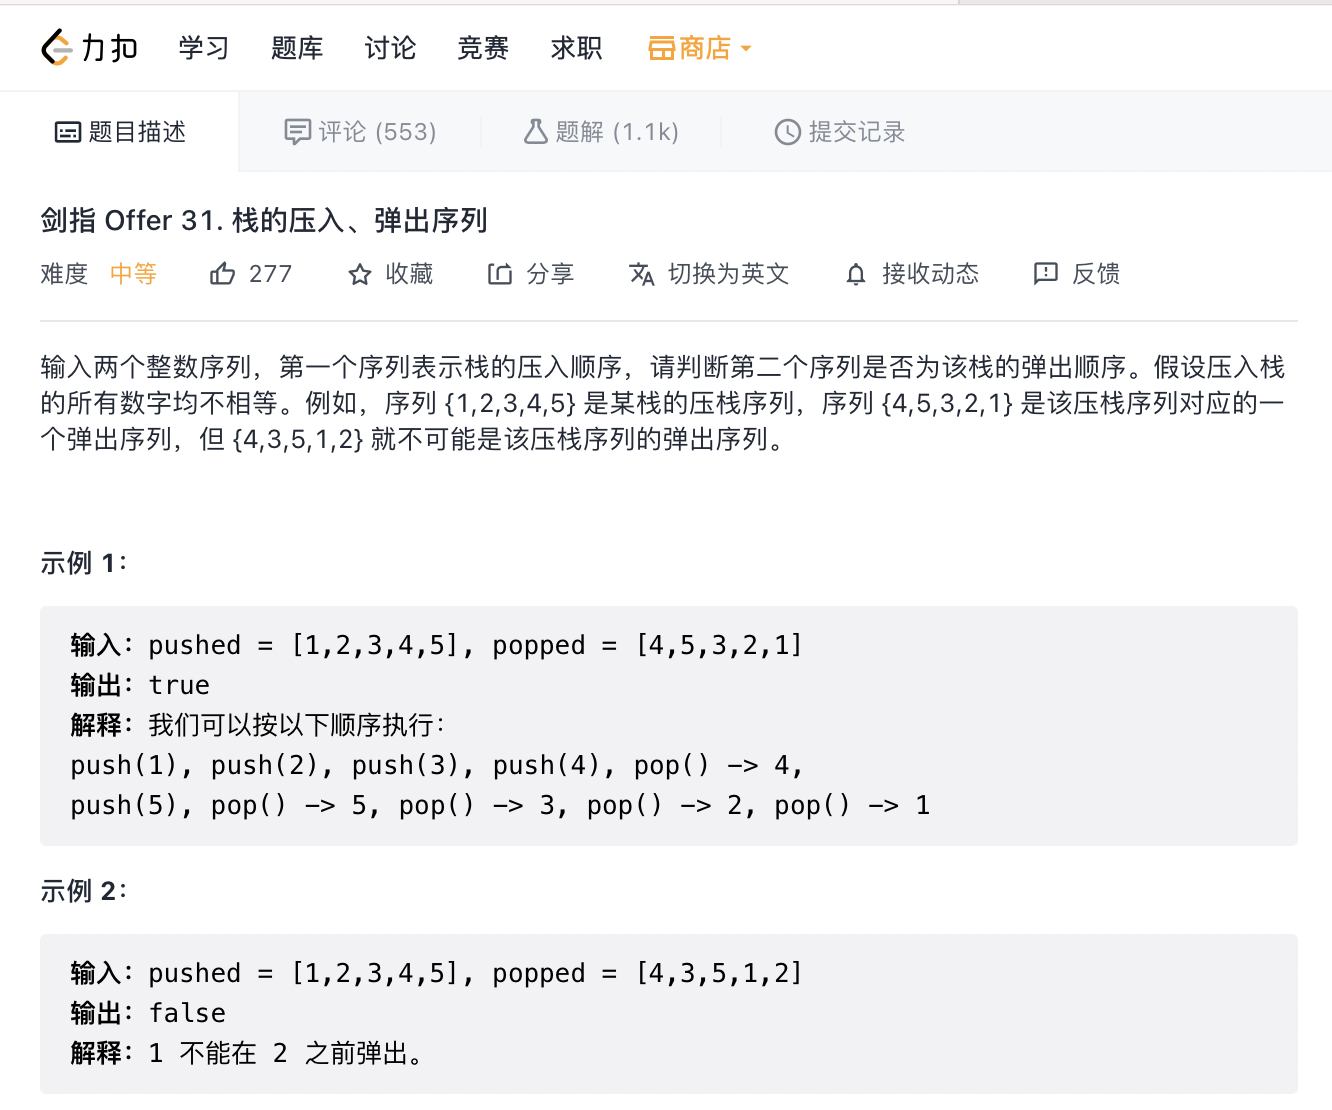 力扣 学习 题库 讨论 竞赛 求职 商店
题目描述 评论 (553) 题解 (1.1k) 提交记录
剑指 Offer 31. 栈的压入、弹出序列
难度 中等 277 收藏 分享 切换为英文 接收动态 反馈
输入两个整数序列，第一个序列表示栈的压入顺序，请判断第二个序列是否为该栈的弹出顺序。假设压入栈
的所有数字均不相等。例如，序列 {1,2,3,4,5} 是某栈的压栈序列，序列 {4,5,3,2,1} 是该压栈序列对应的一
个弹出序列，但 {4,3,5,1,2} 就不可能是该压栈序列的弹出序列。
示例 1：
输入：pushed = [1,2,3,4,5], popped = [4,5,3,2,1]
输出：true
解释：我们可以按以下顺序执行：
push(1), push(2), push(3), push(4), pop() -> 4,
push(5), pop() -> 5, pop() -> 3, pop() -> 2, pop() -> 1
示例 2：
输入：pushed = [1,2,3,4,5], popped = [4,3,5,1,2]
输出：false
解释：1 不能在 2 之前弹出。